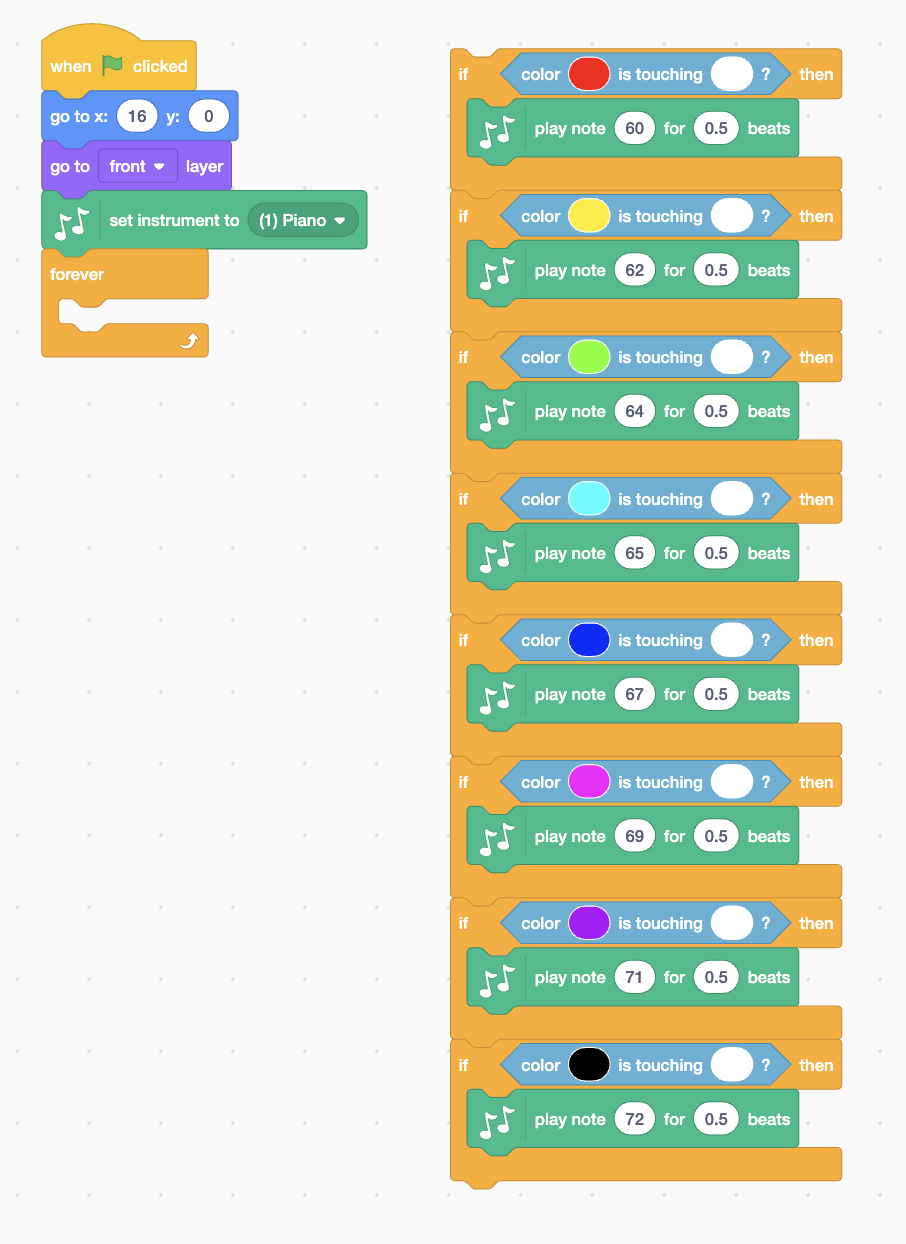 when clicked
go to x: 16 y: 0
go to front layer
set instrument to (1) Piano
forever
if color is touching ? then
play note 60 for 0.5 beats
if color is touching ? then
play note 62 for 0.5 beats
if color is touching ? then
play note 64 for 0.5 beats
if color is touching ? then
play note 65 for 0.5 beats
if color is touching ? then
play note 67 for 0.5 beats
if color is touching ? then
play note 69 for 0.5 beats
if color is touching ? then
play note 71 for 0.5 beats
if color is touching ? then
play note 72 for 0.5 beats